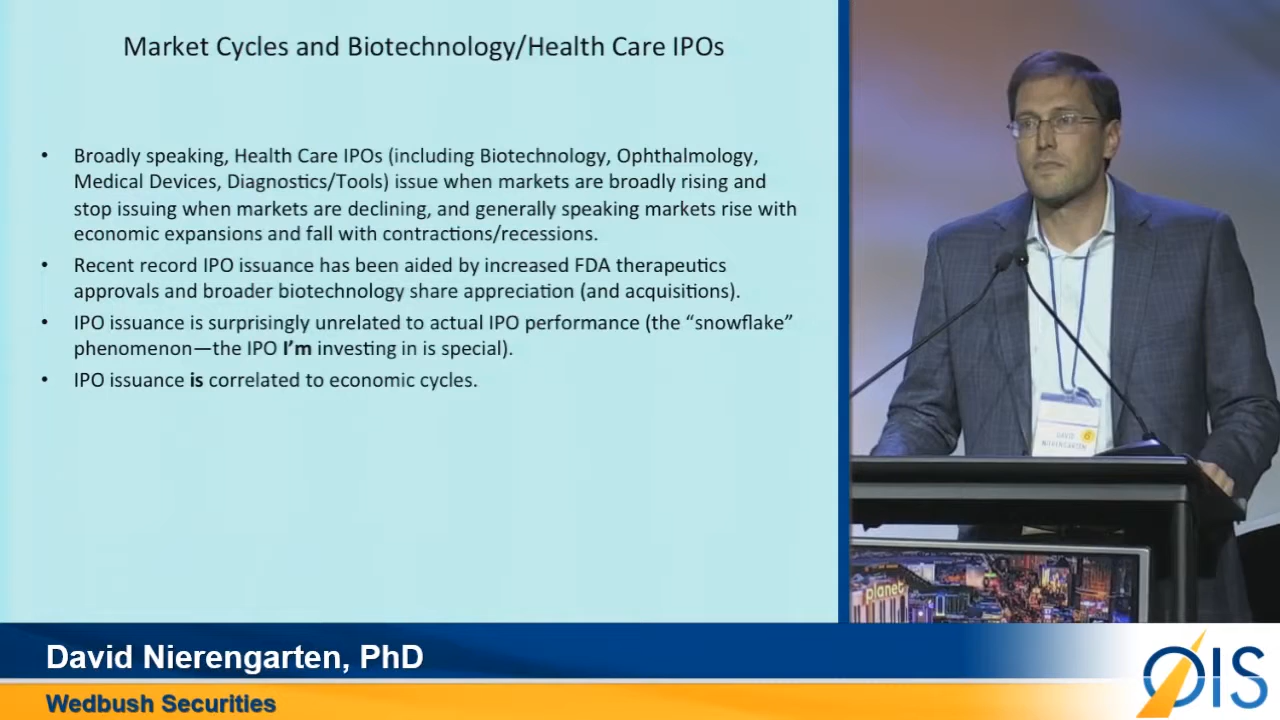 Market Cycles and Biotechnology/Health Care IPOs
• Broadly speaking, Health Care IPOs (including Biotechnology, Ophthalmology,
Medical Devices, Diagnostics/Tools) issue when markets are broadly rising and
stop issuing when markets are declining, and generally speaking markets rise with
economic expansions and fall with contractions/recessions.
• Recent record IPO issuance has been aided by increased FDA therapeutics
approvals and broader biotechnology share appreciation (and acquisitions).
• IPO issuance is surprisingly unrelated to actual IPO performance (the “snowflake”
phenomenon—the IPO I’m investing in is special).
• IPO issuance is correlated to economic cycles.
DAVID
NIERENGARTEN
planet
David Nierengarten, PhD
Wedbush Securities
OIS